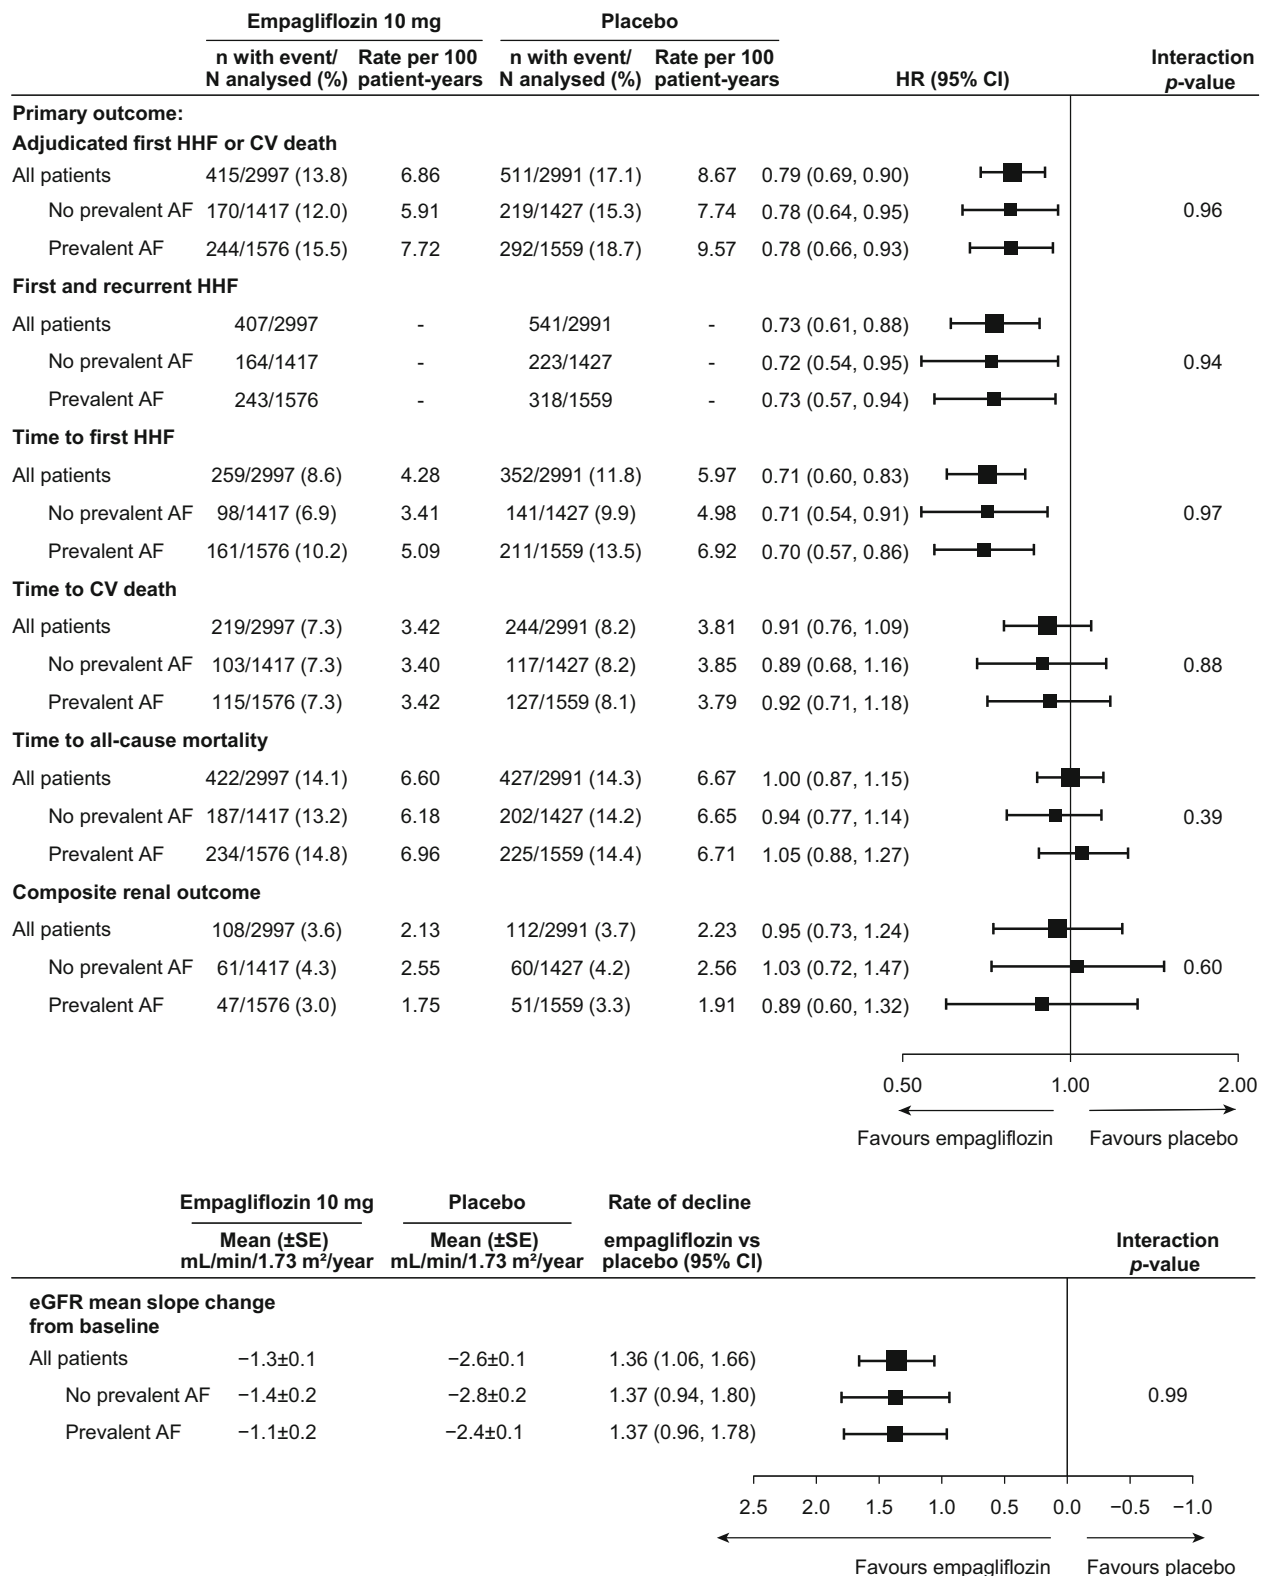 Empagliflozin 10 mg Placebo
n with event/ Rate per 100 n with event/ Rate per 100 Interaction
N analysed (%) patient-years N analysed (%) patient-years HR (95% CI) p-value
Primary outcome:
Adjudicated first HHF or CV death
All patients 415/2997 (13.8) 6.86 511/2991 (17.1) 8.67 0.79 (0.69, 0.90)
No prevalent AF 170/1417 (12.0) 5.91 219/1427 (15.3) 7.74 0.78 (0.64, 0.95) 0.96
Prevalent AF 244/1576 (15.5) 7.72 292/1559 (18.7) 9.57 0.78 (0.66, 0.93)
First and recurrent HHF
All patients 407/2997 - 541/2991 - 0.73 (0.61, 0.88)
No prevalent AF 164/1417 - 223/1427 - 0.72 (0.54, 0.95) 0.94
Prevalent AF 243/1576 - 318/1559 - 0.73 (0.57, 0.94)
Time to first HHF
All patients 259/2997 (8.6) 4.28 352/2991 (11.8) 5.97 0.71 (0.60, 0.83)
No prevalent AF 98/1417 (6.9) 3.41 141/1427 (9.9) 4.98 0.71 (0.54, 0.91) 0.97
Prevalent AF 161/1576 (10.2) 5.09 211/1559 (13.5) 6.92 0.70 (0.57, 0.86)
Time to CV death
All patients 219/2997 (7.3) 3.42 244/2991 (8.2) 3.81 0.91 (0.76, 1.09)
No prevalent AF 103/1417 (7.3) 3.40 117/1427 (8.2) 3.85 0.89 (0.68, 1.16) 0.88
Prevalent AF 115/1576 (7.3) 3.42 127/1559 (8.1) 3.79 0.92 (0.71, 1.18)
Time to all-cause mortality
All patients 422/2997 (14.1) 6.60 427/2991 (14.3) 6.67 1.00 (0.87, 1.15)
No prevalent AF 187/1417 (13.2) 6.18 202/1427 (14.2) 6.65 0.94 (0.77, 1.14) 0.39
Prevalent AF 234/1576 (14.8) 6.96 225/1559 (14.4) 6.71 1.05 (0.88, 1.27)
Composite renal outcome
All patients 108/2997 (3.6) 2.13 112/2991 (3.7) 2.23 0.95 (0.73, 1.24)
No prevalent AF 61/1417 (4.3) 2.55 60/1427 (4.2) 2.56 1.03 (0.72, 1.47) 0.60
Prevalent AF 47/1576 (3.0) 1.75 51/1559 (3.3) 1.91 0.89 (0.60, 1.32)
0.50 1.00 2.00
Favours empagliflozin Favours placebo
Empagliflozin 10 mg Placebo Rate of decline
Mean (±SE) Mean (±SE) empagliflozin vs Interaction
mL/min/1.73 m²/year mL/min/1.73 m²/year placebo (95% CI) p-value
eGFR mean slope change
from baseline
All patients −1.3±0.1 −2.6±0.1 1.36 (1.06, 1.66)
No prevalent AF −1.4±0.2 −2.8±0.2 1.37 (0.94, 1.80) 0.99
Prevalent AF −1.1±0.2 −2.4±0.1 1.37 (0.96, 1.78)
2.5 2.0 1.5 1.0 0.5 0.0 −0.5 −1.0
Favours empagliflozin Favours placebo